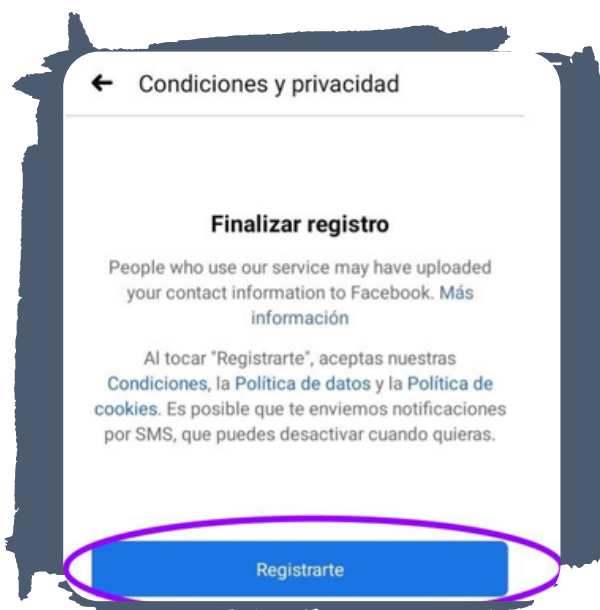 Condiciones y privacidad
Finalizar registro
People who use our service may have uploaded
your contact information to Facebook. Más
información
Al tocar "Registrarte", aceptas nuestras
Condiciones, la Política de datos y la Política de
cookies. Es posible que te enviemos notificaciones
por SMS, que puedes desactivar cuando quieras.
Registrarte